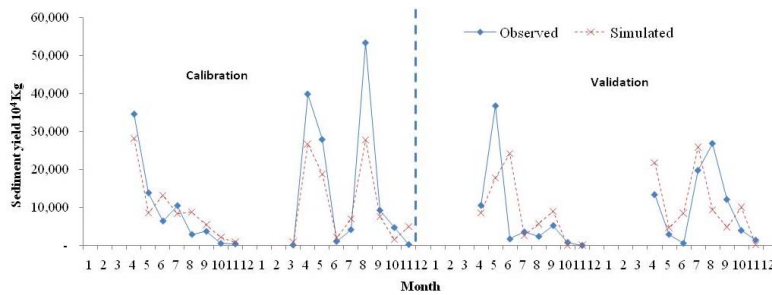 60,000
50,000
40,000
30,000
20,000
10,000
-
Sediment yield 10⁴Kg
Observed
Simulated
Calibration
Validation
1 2 3 4 5 6 7 8 9 10 11 12 1 2 3 4 5 6 7 8 9 10 11 12 1 2 3 4 5 6 7 8 9 10 11 12 1 2 3 4 5 6 7 8 9 10 11 12
Month